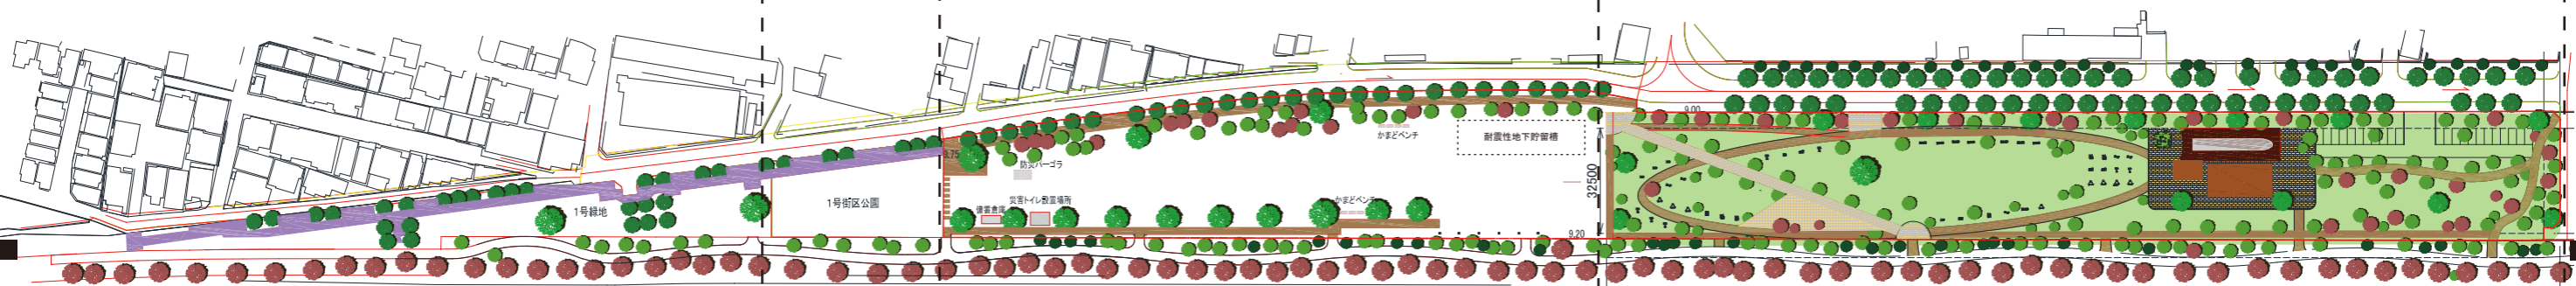 9.00
かまどベンチ
耐震性地下貯留槽
9.75
防災パーゴラ
32500
災害トイレ設置場所
1号街区公園
かまどベンチ
備蓄倉庫
1号緑地
9.20